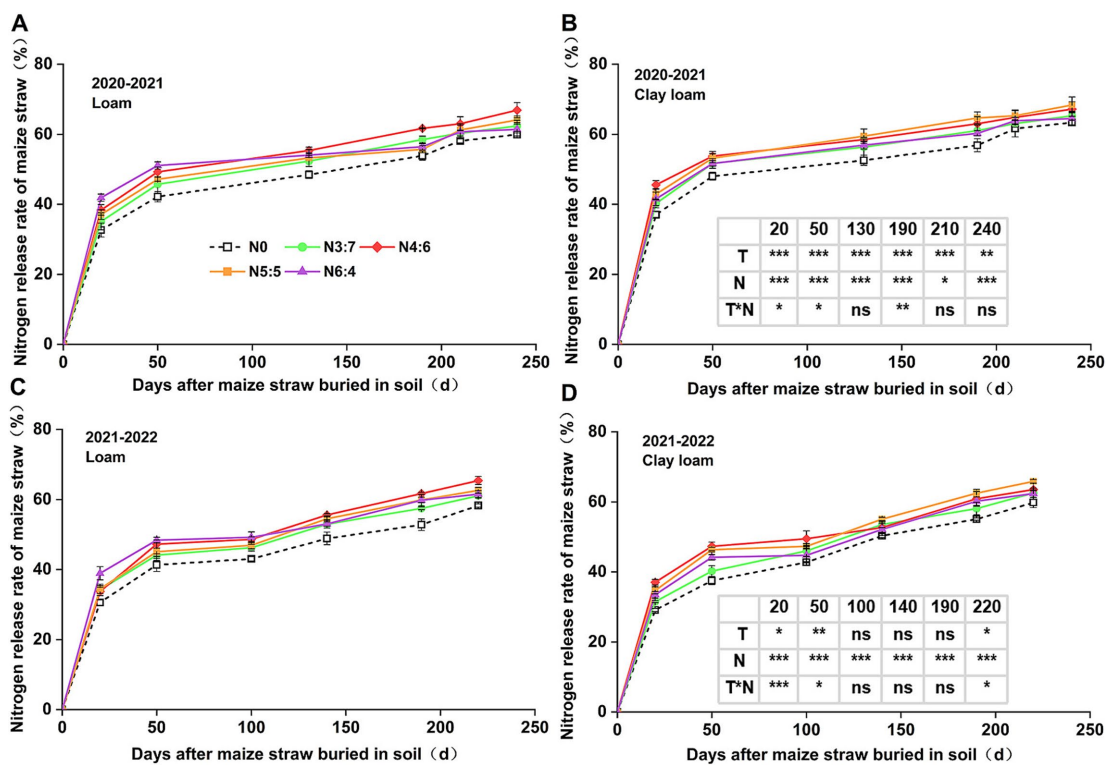 A
Nitrogen release rate of maize straw（%）
80
60
40
20
0
2020-2021
Loam
N0 N3:7 N4:6
N5:5 N6:4
0 50 100 150 200 250
Days after maize straw buried in soil（d）
B
Nitrogen release rate of maize straw（%）
80
60
40
20
0
2020-2021
Clay loam
20 50 130 190 210 240
T *** *** *** *** *** **
N *** *** *** *** * ***
T*N * * ns ** ns ns
0 50 100 150 200 250
Days after maize straw buried in soil（d）
C
Nitrogen release rate of maize straw（%）
80
60
40
20
0
2021-2022
Loam
0 50 100 150 200 250
Days after maize straw buried in soil（d）
D
Nitrogen release rate of maize straw（%）
80
60
40
20
0
2021-2022
Clay loam
20 50 100 140 190 220
T * ** ns ns ns *
N *** *** *** *** *** ***
T*N *** * ns ns ns *
0 50 100 150 200 250
Days after maize straw buried in soil（d）